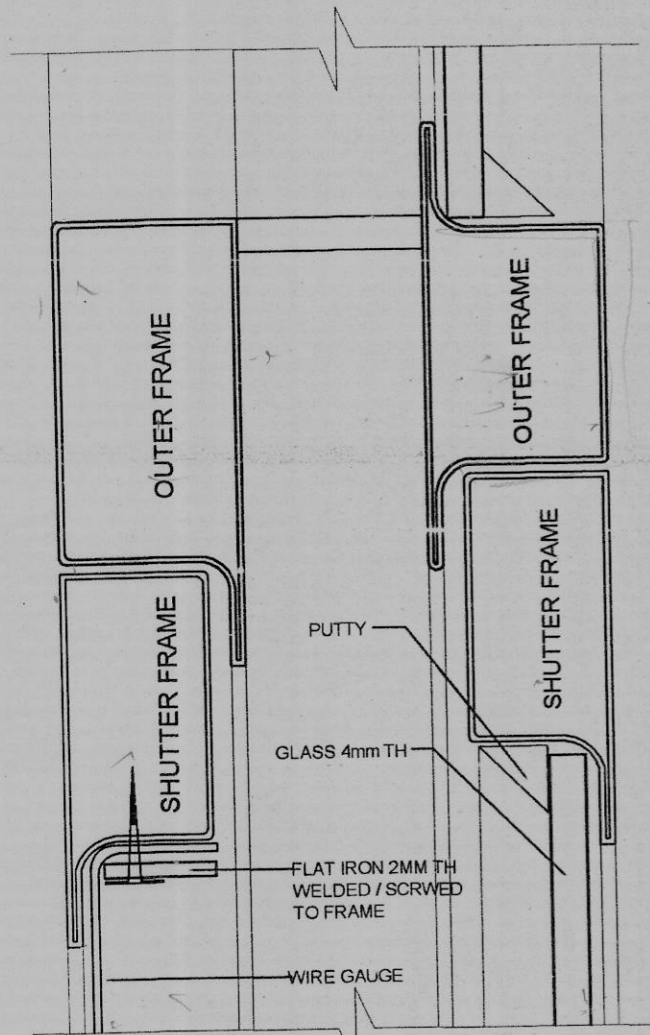 OUTER FRAME
OUTER FRAME
SHUTTER FRAME
SHUTTER FRAME
PUTTY
GLASS 4mm TH
FLAT IRON 2MM TH
WELDED / SCRWED
TO FRAME
WIRE GAUGE